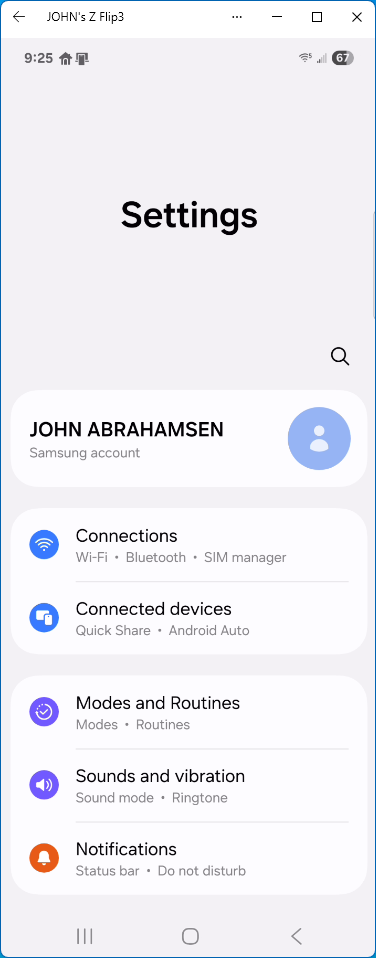 JOHN's Z Flip3
9:25
67
Settings
JOHN ABRAHAMSEN
Samsung account
Connections
Wi-Fi • Bluetooth • SIM manager
Connected devices
Quick Share • Android Auto
Modes and Routines
Modes • Routines
Sounds and vibration
Sound mode • Ringtone
Notifications
Status bar • Do not disturb